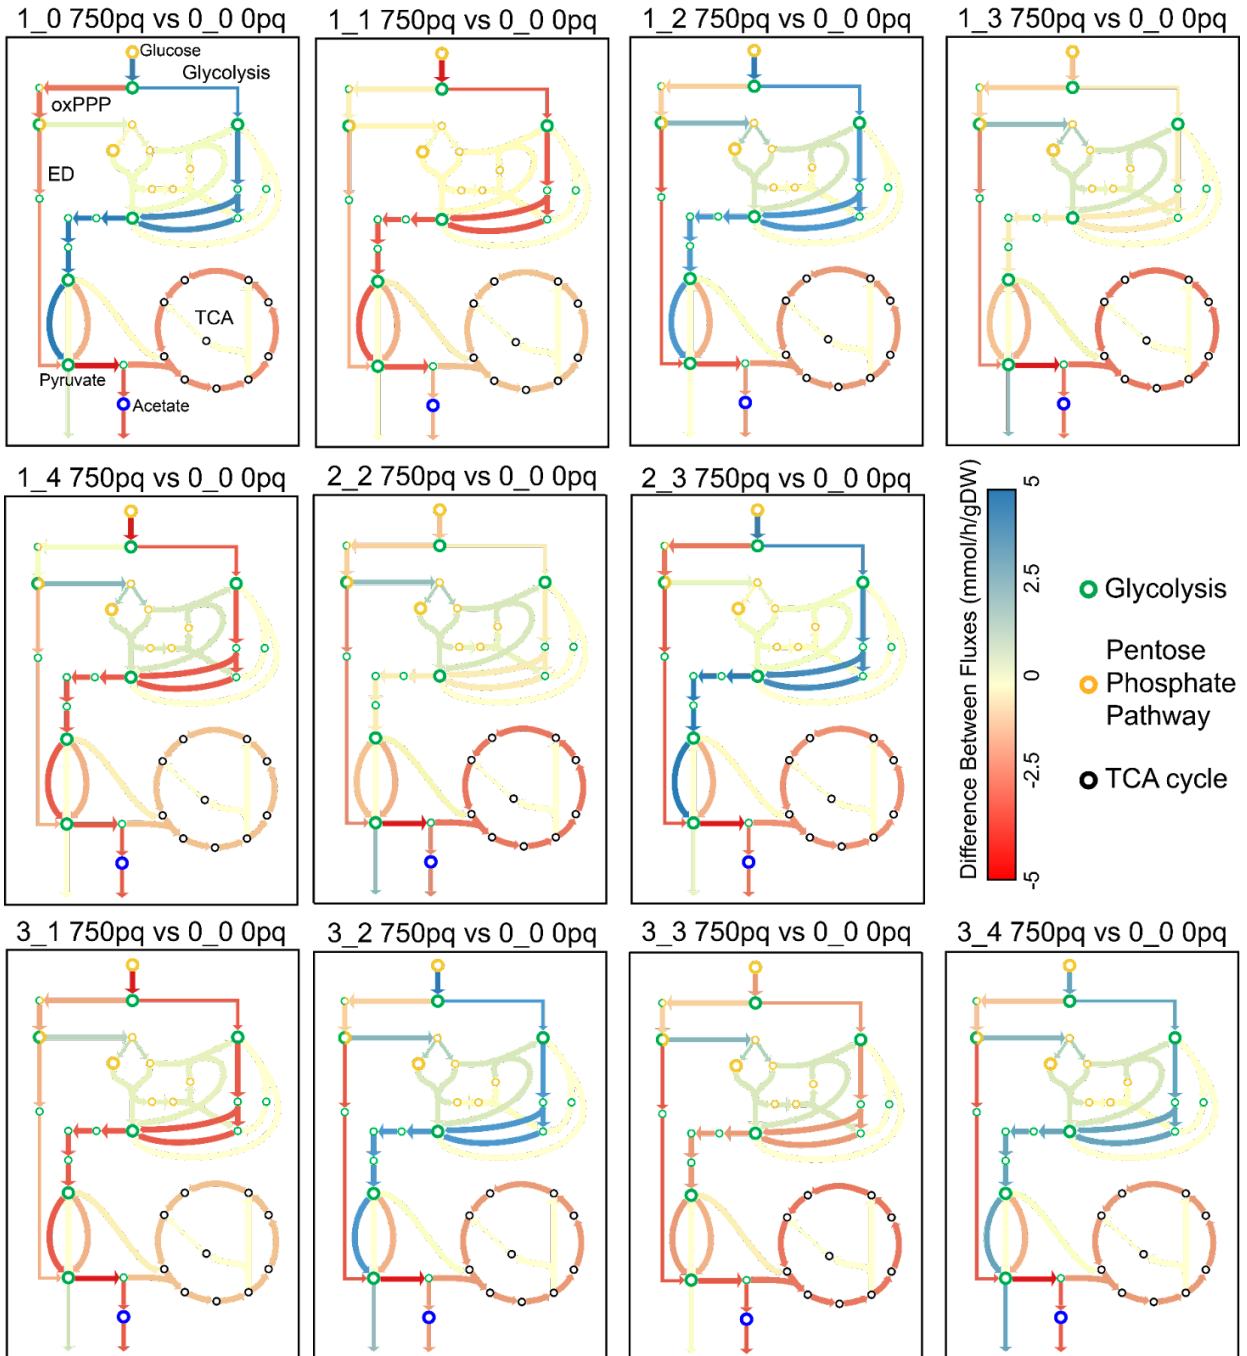 1_0 750pq vs 0_0 0pq
1_1 750pq vs 0_0 0pq
1_2 750pq vs 0_0 0pq
1_3 750pq vs 0_0 0pq
Glucose
Glycolysis
oxPPP
ED
TCA
Pyruvate
Acetate
1_4 750pq vs 0_0 0pq
2_2 750pq vs 0_0 0pq
2_3 750pq vs 0_0 0pq
Difference Between Fluxes (mmol/h/gDW)
5
2.5
0
-2.5
-5
Glycolysis
Pentose
Phosphate
Pathway
TCA cycle
3_1 750pq vs 0_0 0pq
3_2 750pq vs 0_0 0pq
3_3 750pq vs 0_0 0pq
3_4 750pq vs 0_0 0pq